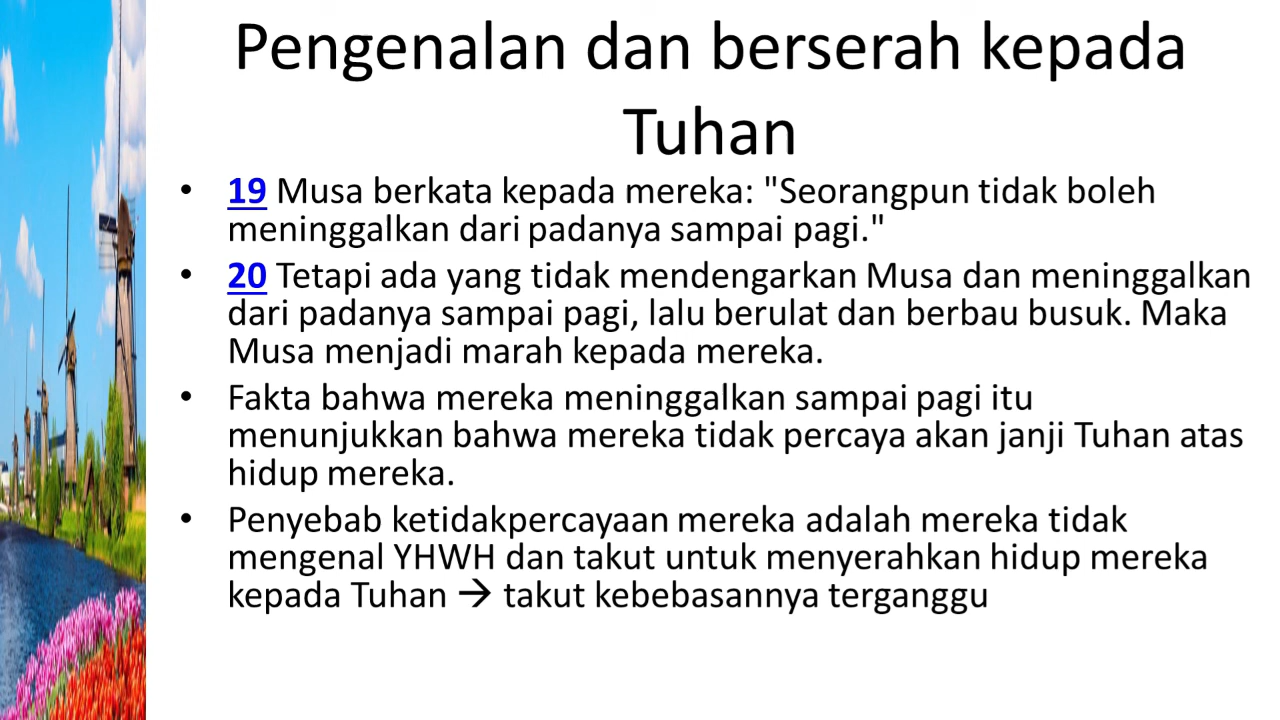 Pengenalan dan berserah kepada
Tuhan
• 19 Musa berkata kepada mereka: "Seorangpun tidak boleh
meninggalkan dari padanya sampai pagi."
• 20 Tetapi ada yang tidak mendengarkan Musa dan meninggalkan
dari padanya sampai pagi, lalu berulat dan berbau busuk. Maka
Musa menjadi marah kepada mereka.
• Fakta bahwa mereka meninggalkan sampai pagi itu
menunjukkan bahwa mereka tidak percaya akan janji Tuhan atas
hidup mereka.
• Penyebab ketidakpercayaan mereka adalah mereka tidak
mengenal YHWH dan takut untuk menyerahkan hidup mereka
kepada Tuhan → takut kebebasannya terganggu